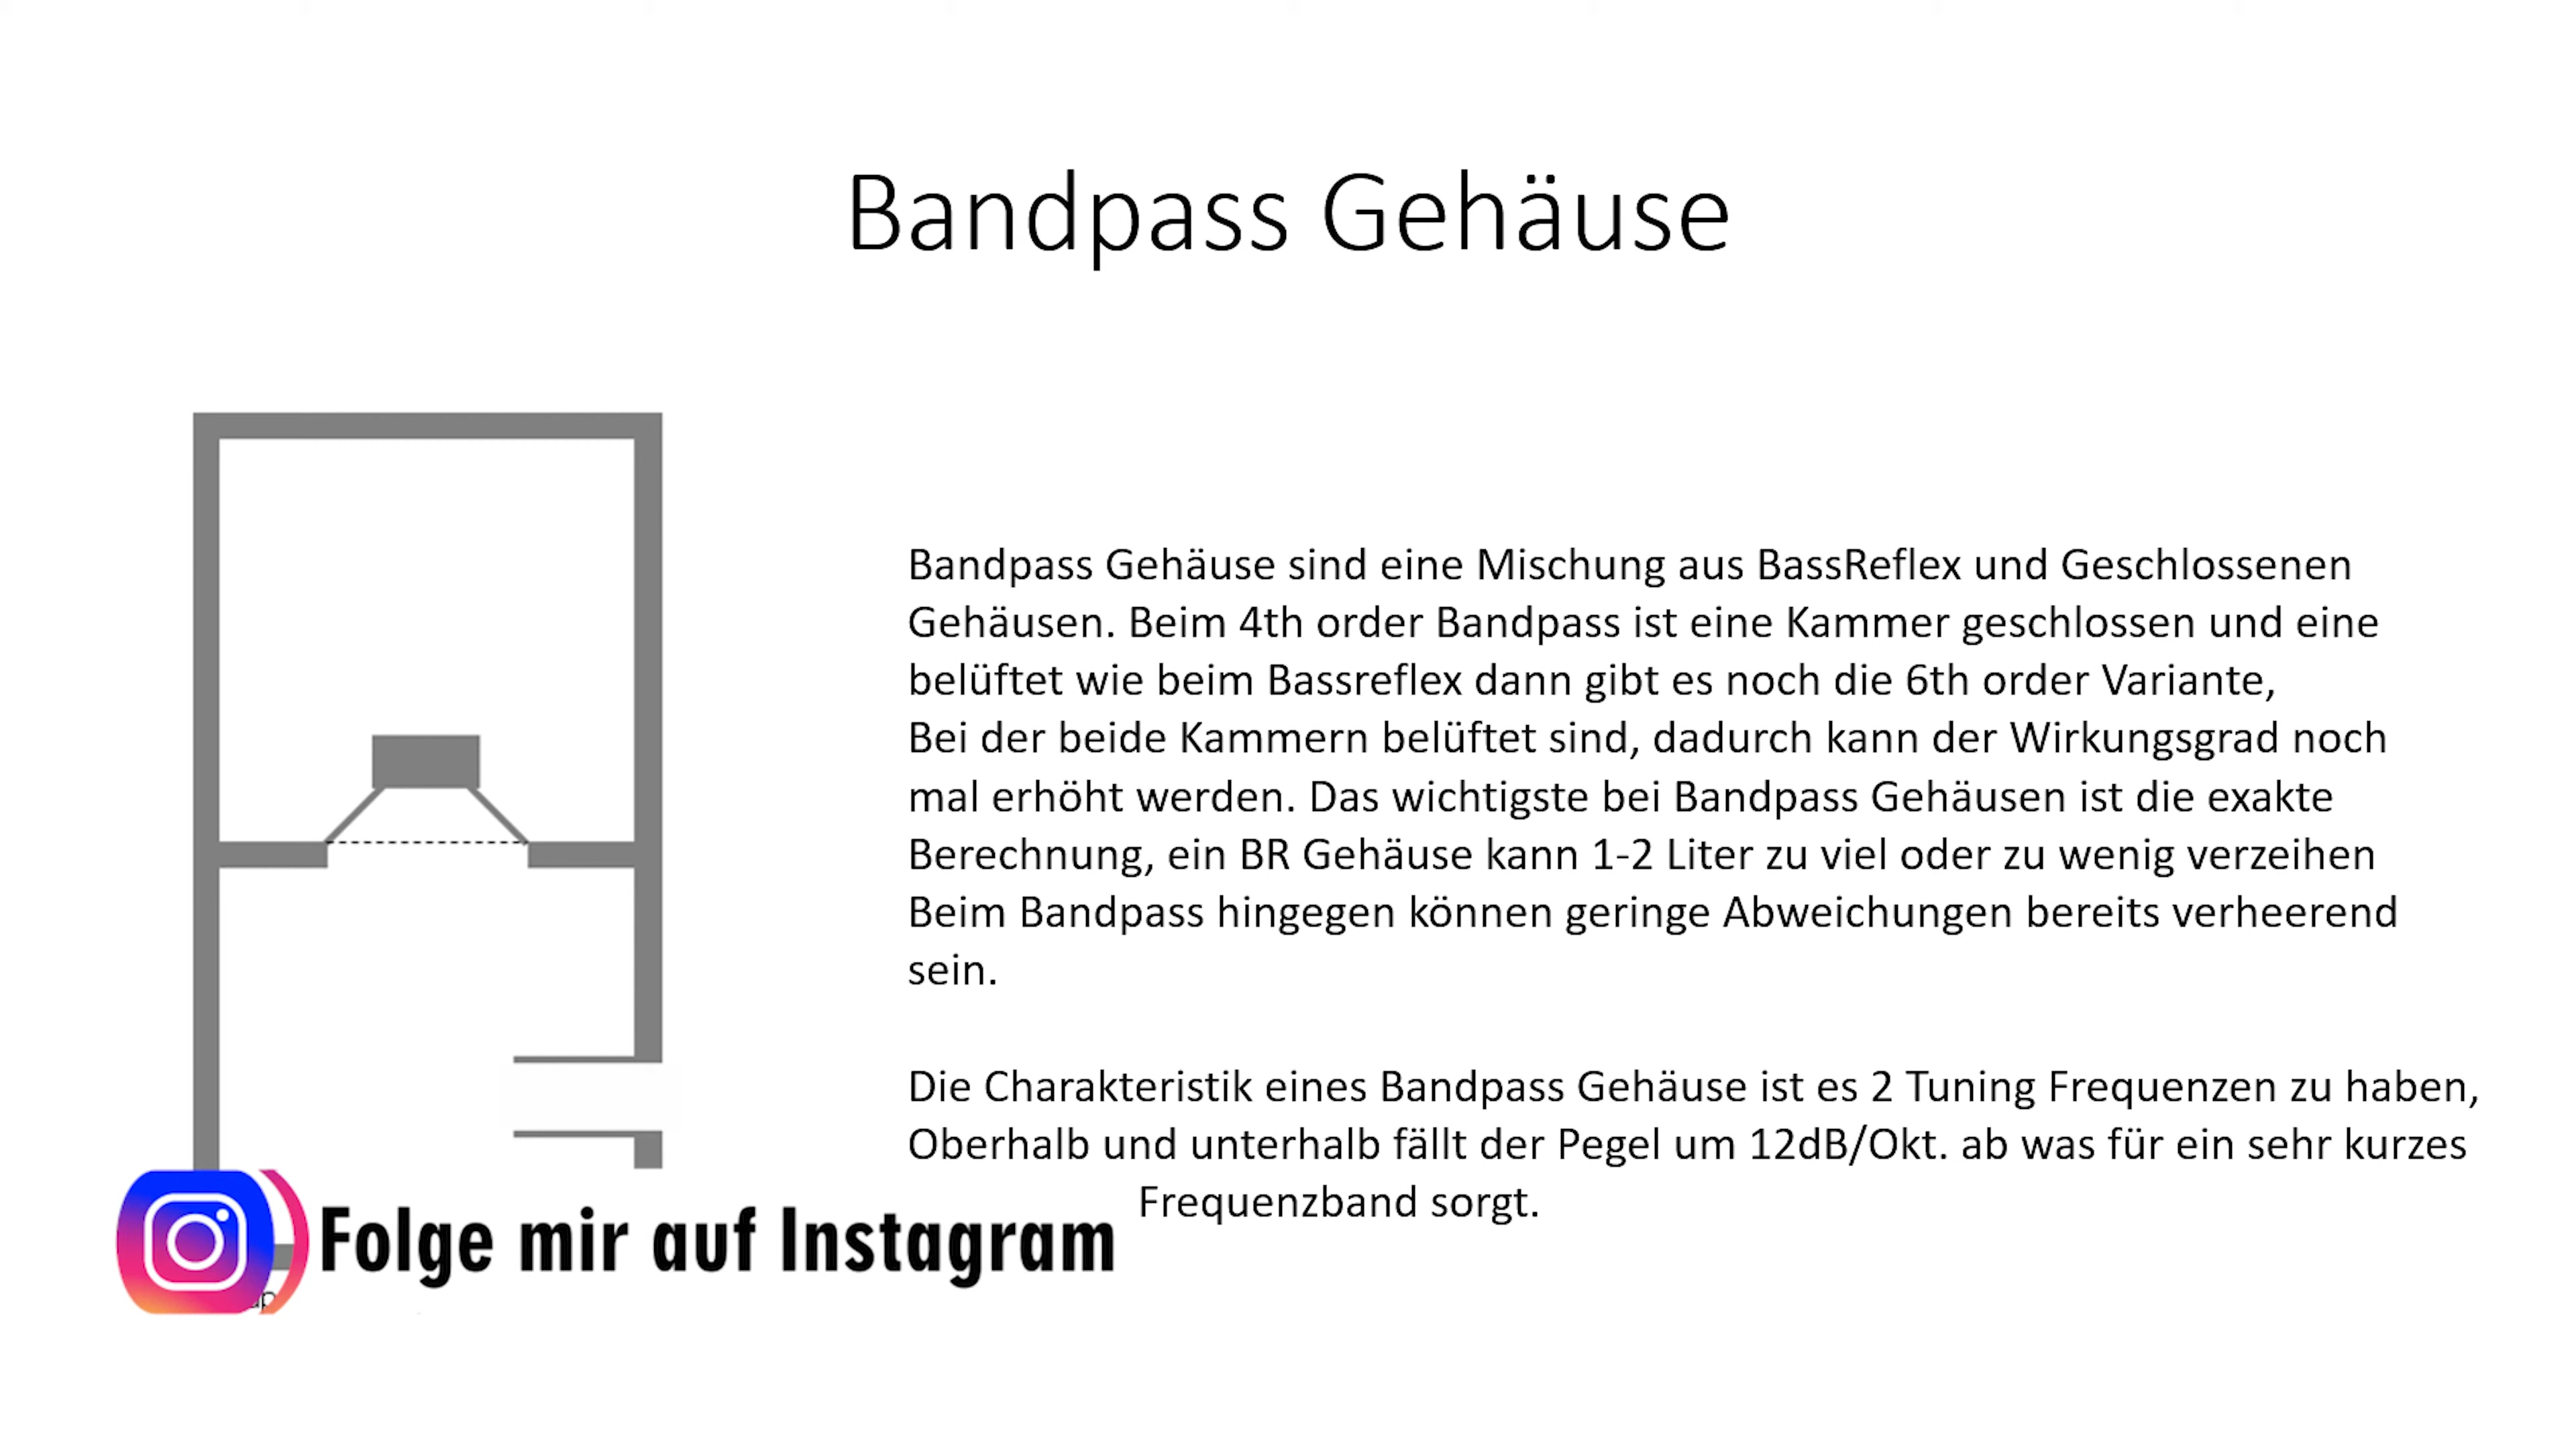 Bandpass Gehäuse
Bandpass Gehäuse sind eine Mischung aus BassReflex und Geschlossenen
Gehäusen. Beim 4th order Bandpass ist eine Kammer geschlossen und eine
belüftet wie beim Bassreflex dann gibt es noch die 6th order Variante,
Bei der beide Kammern belüftet sind, dadurch kann der Wirkungsgrad noch
mal erhöht werden. Das wichtigste bei Bandpass Gehäusen ist die exakte
Berechnung, ein BR Gehäuse kann 1-2 Liter zu viel oder zu wenig verzeihen
Beim Bandpass hingegen können geringe Abweichungen bereits verheerend
sein.
Die Charakteristik eines Bandpass Gehäuse ist es 2 Tuning Frequenzen zu haben,
Oberhalb und unterhalb fällt der Pegel um 12dB/Okt. ab was für ein sehr kurzes
Frequenzband sorgt.
Folge mir auf Instagram